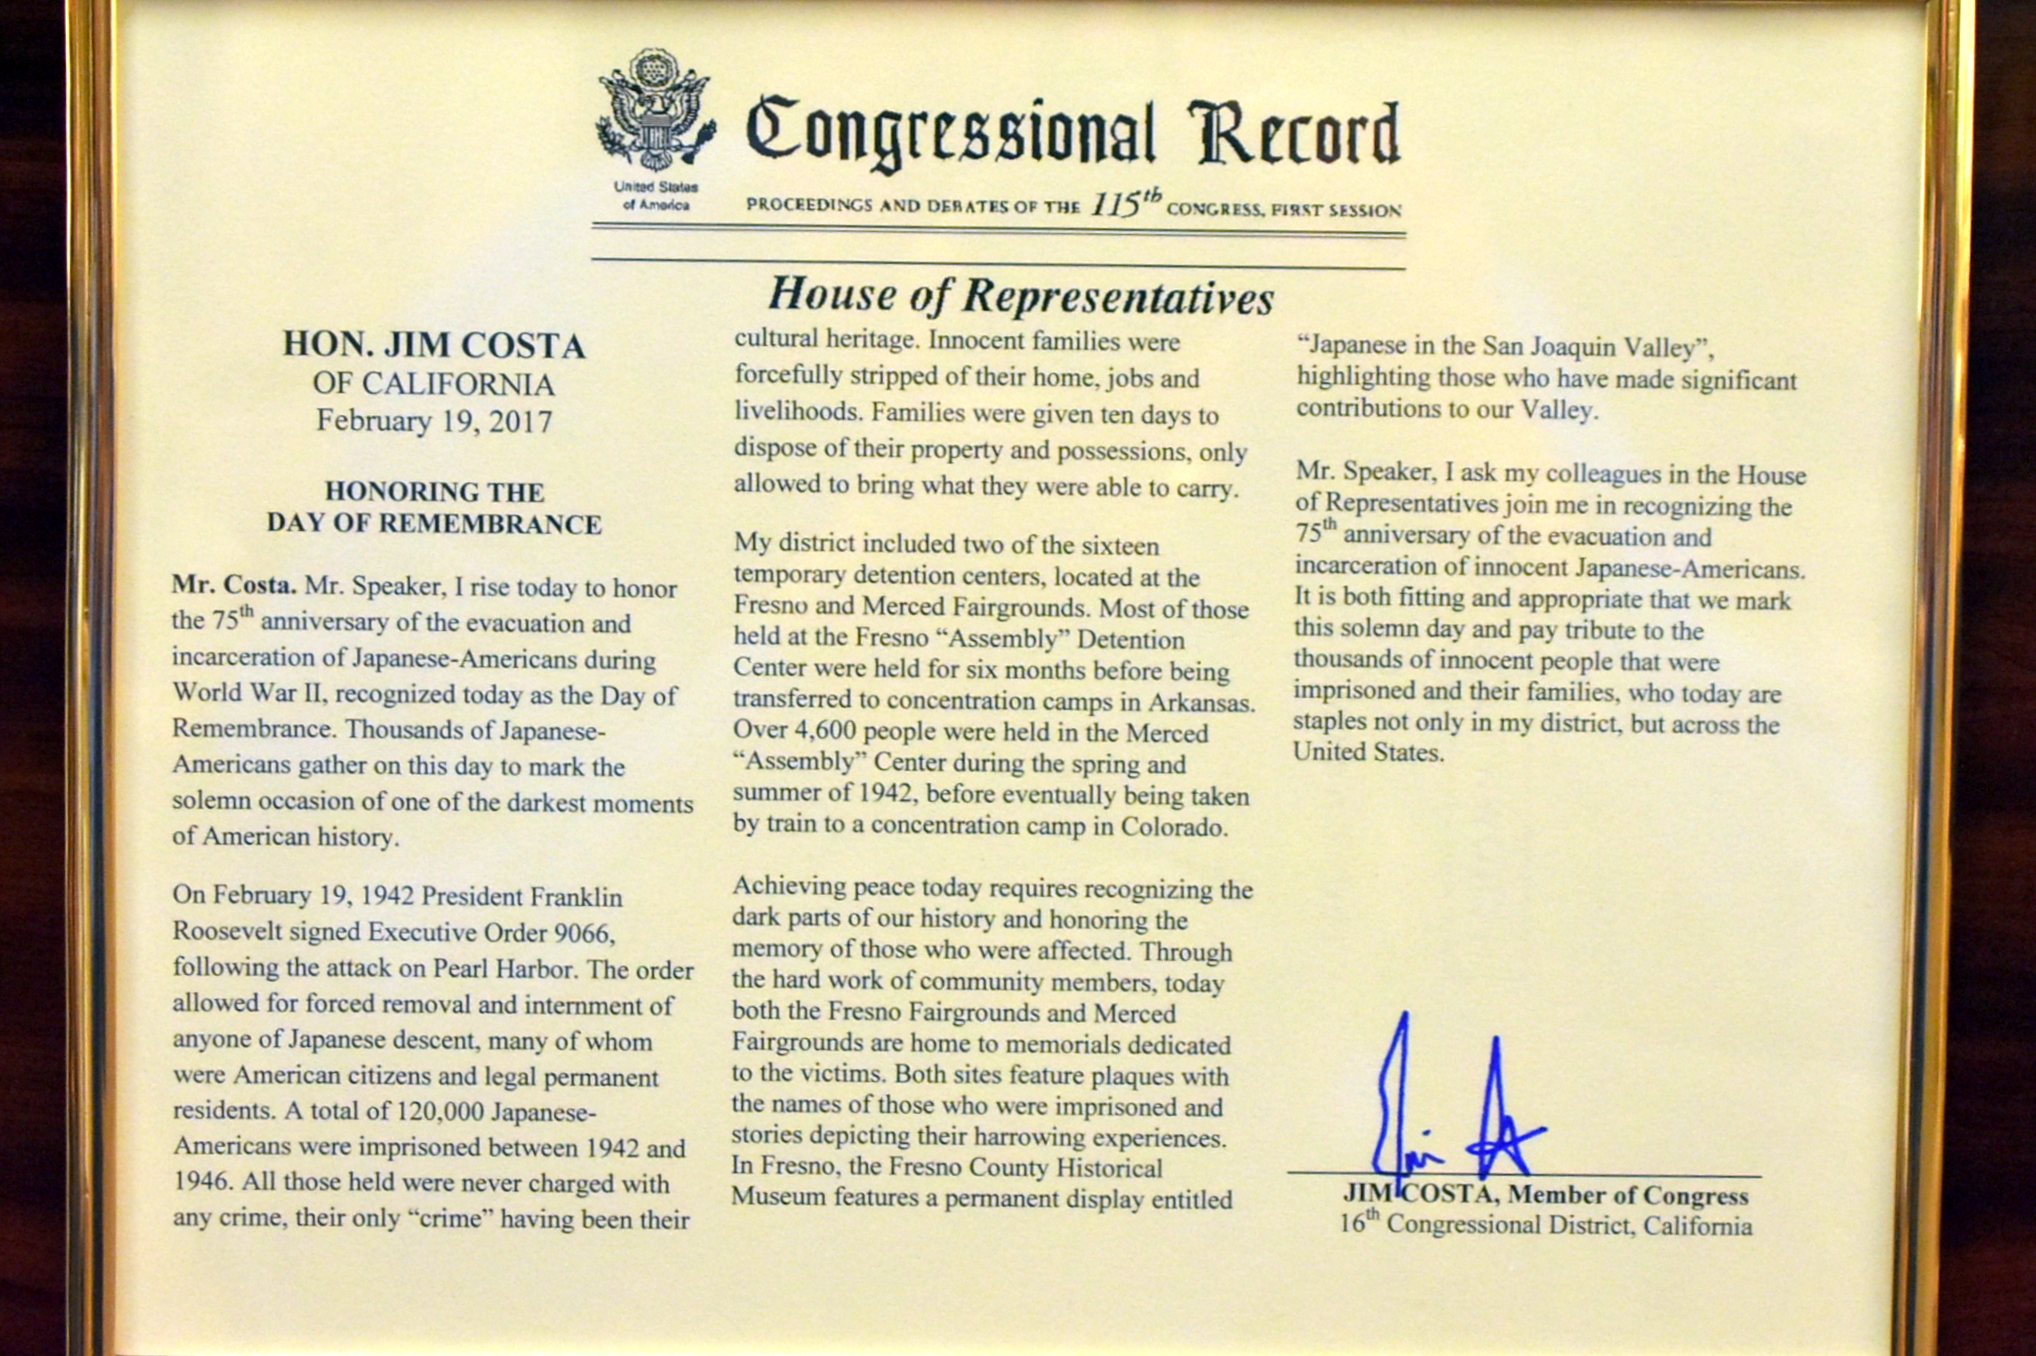 United States
of America
Congressional Record
PROCEEDINGS AND DEBATES OF THE 115th CONGRESS, FIRST SESSION
House of Representatives
HON. JIM COSTA
OF CALIFORNIA
February 19, 2017
HONORING THE
DAY OF REMEMBRANCE
Mr. Costa. Mr. Speaker, I rise today to honor
the 75th anniversary of the evacuation and
incarceration of Japanese-Americans during
World War II, recognized today as the Day of
Remembrance. Thousands of Japanese-
Americans gather on this day to mark the
solemn occasion of one of the darkest moments
of American history.
On February 19, 1942 President Franklin
Roosevelt signed Executive Order 9066,
following the attack on Pearl Harbor. The order
allowed for forced removal and internment of
anyone of Japanese descent, many of whom
were American citizens and legal permanent
residents. A total of 120,000 Japanese-
Americans were imprisoned between 1942 and
1946. All those held were never charged with
any crime, their only “crime” having been their
cultural heritage. Innocent families were
forcefully stripped of their home, jobs and
livelihoods. Families were given ten days to
dispose of their property and possessions, only
allowed to bring what they were able to carry.
My district included two of the sixteen
temporary detention centers, located at the
Fresno and Merced Fairgrounds. Most of those
held at the Fresno “Assembly” Detention
Center were held for six months before being
transferred to concentration camps in Arkansas.
Over 4,600 people were held in the Merced
“Assembly” Center during the spring and
summer of 1942, before eventually being taken
by train to a concentration camp in Colorado.
Achieving peace today requires recognizing the
dark parts of our history and honoring the
memory of those who were affected. Through
the hard work of community members, today
both the Fresno Fairgrounds and Merced
Fairgrounds are home to memorials dedicated
to the victims. Both sites feature plaques with
the names of those who were imprisoned and
stories depicting their harrowing experiences.
In Fresno, the Fresno County Historical
Museum features a permanent display entitled
“Japanese in the San Joaquin Valley”,
highlighting those who have made significant
contributions to our Valley.
Mr. Speaker, I ask my colleagues in the House
of Representatives join me in recognizing the
75th anniversary of the evacuation and
incarceration of innocent Japanese-Americans.
It is both fitting and appropriate that we mark
this solemn day and pay tribute to the
thousands of innocent people that were
imprisoned and their families, who today are
staples not only in my district, but across the
United States.
JIM COSTA, Member of Congress
16th Congressional District, California